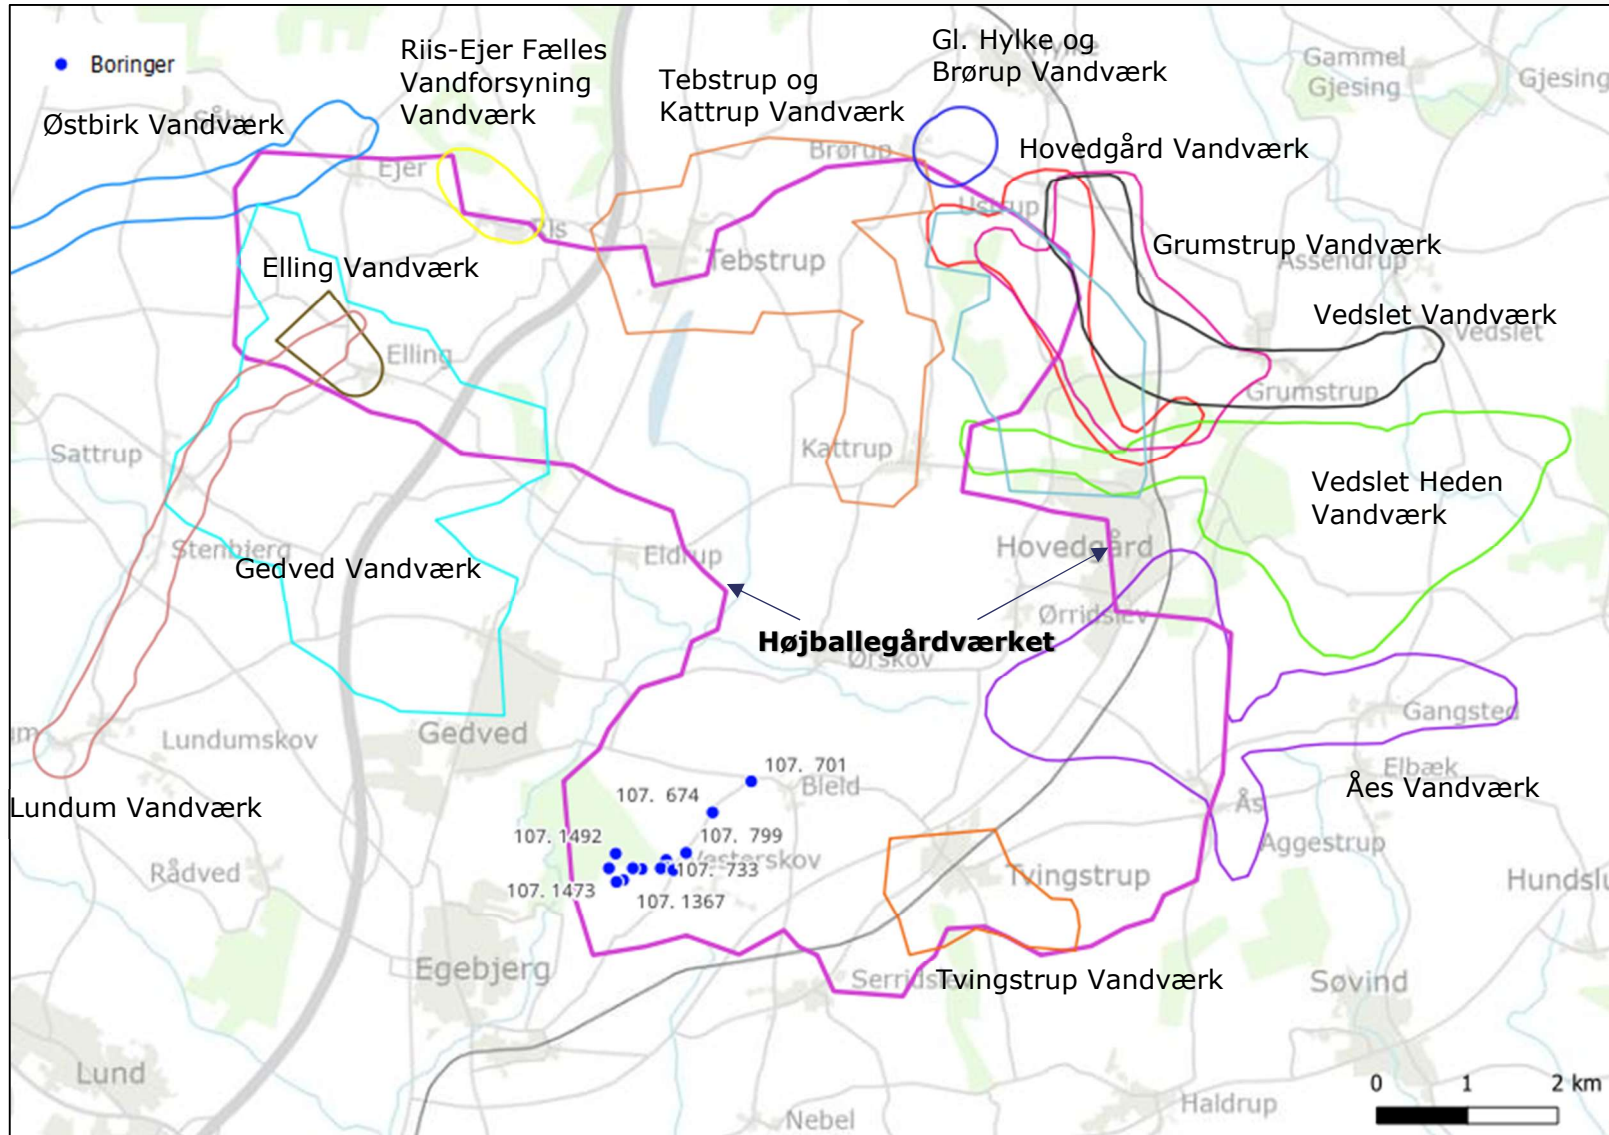 Boringer
Riis-Ejer Fælles
Vandforsyning
Vandværk
Tebstrup og
Kattrup Vandværk
Gl. Hylke og
Brørup Vandværk
Gammel
Gjesing
Gjesing
Østbirk Vandværk
Ejer
Brørup
Hovedgård Vandværk
Ustrup
Grumstrup Vandværk
Assendrup
Elling Vandværk
Tebstrup
Vedslet Vandværk
Vedslet
Elling
Grumstrup
Sattrup
Kattrup
Vedslet Heden
Vandværk
Stenbjerg
Gedved Vandværk
Eldrup
Hovedgård
Ørridslev
Højballegårdværket
Ørskov
Lundumskov
Gedved
Gangsted
Elbæk
Åes Vandværk
Lundum Vandværk
107. 701
Bleld
107. 674
107. 1492
107. 799
Vesterskov
107. 733
107. 1473
107. 1367
Ås
Aggestrup
Rådved
Tvingstrup
Hundslu
Egebjerg
Serridslev
Tvingstrup Vandværk
Søvind
Lund
Nebel
Haldrup
0 1 2 km